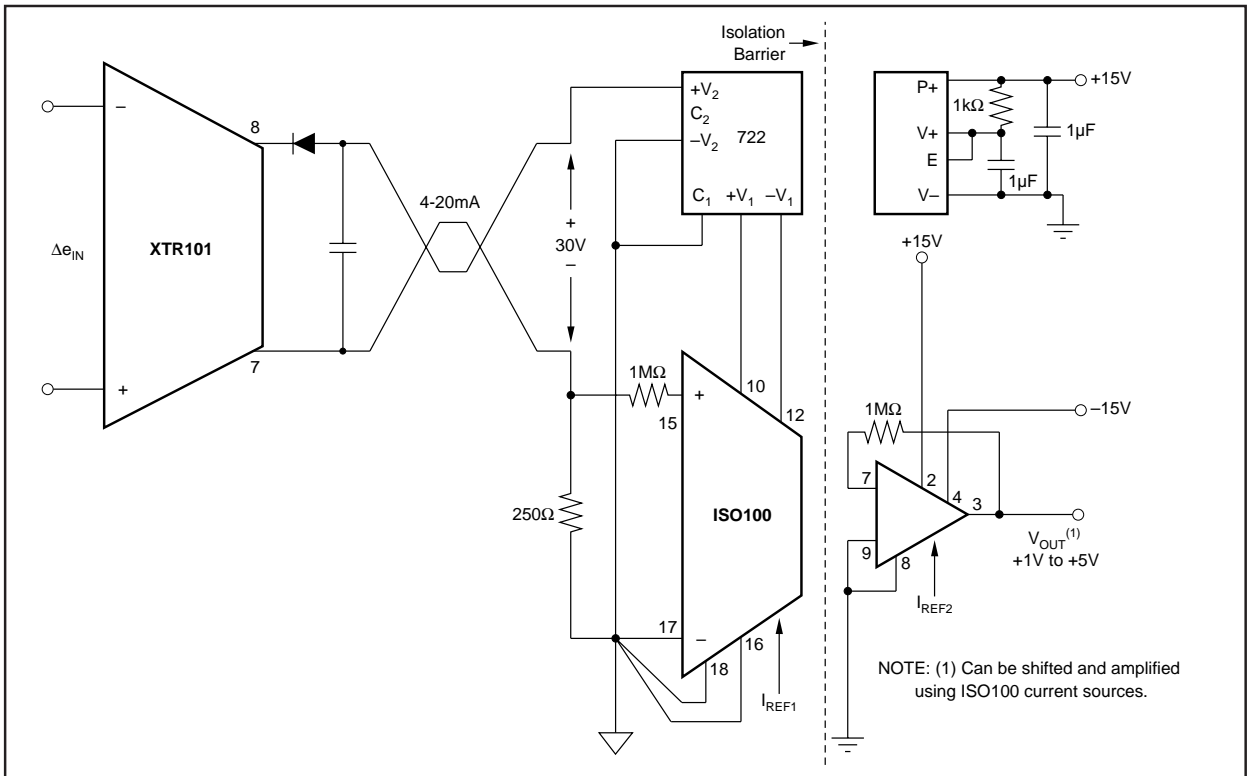 Isolation
Barrier
+V2
C2
–V2
722
C1 +V1 –V1
P+
V+
E
V–
1kΩ
1µF
1µF
+15V
–
8
XTR101
ΔeIN
7
+
4-20mA
+
30V
–
1MΩ
+
15
10
12
250Ω
ISO100
17
–
18
16
IREF1
+15V
–15V
1MΩ
7
2
4
3
9
8
IREF2
VOUT(1)
+1V to +5V
NOTE: (1) Can be shifted and amplified
using ISO100 current sources.